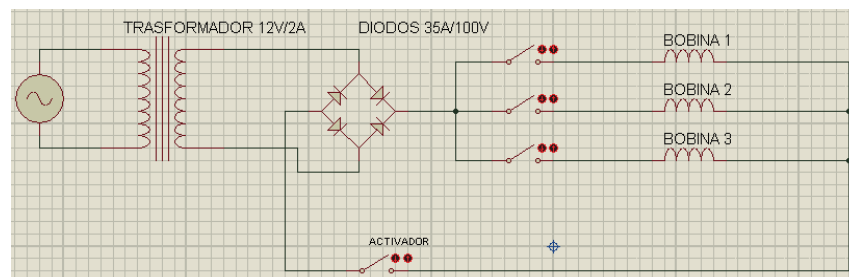 TRASFORMADOR 12V/2A
DIODOS 35A/100V
BOBINA 1
BOBINA 2
BOBINA 3
ACTIVADOR